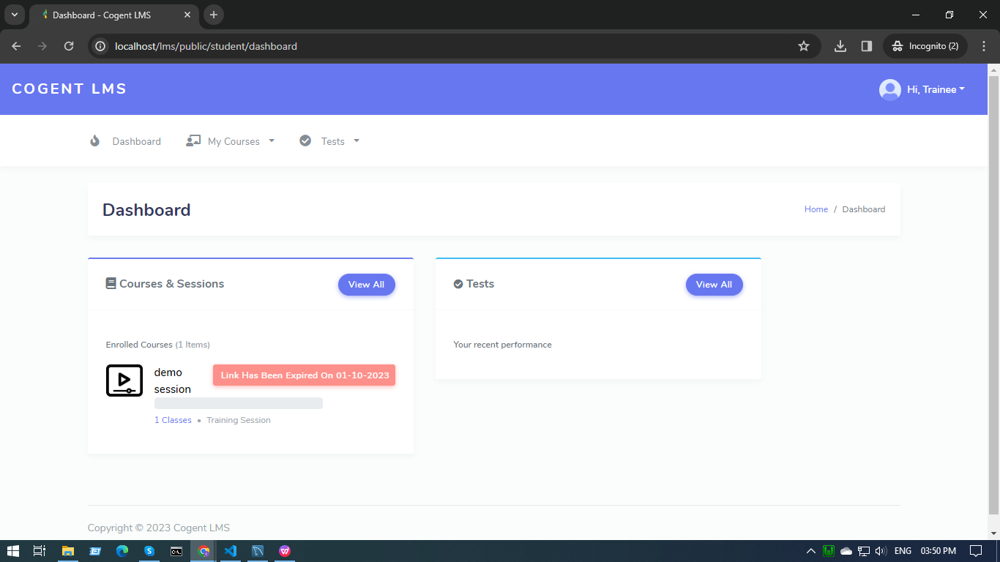 Dashboard - Cogent LMS
localhost/lms/public/student/dashboard
Incognito (2)
COGENT LMS
Hi, Trainee
Dashboard
My Courses
Tests
Dashboard
Home / Dashboard
Courses & Sessions
View All
Enrolled Courses (1 Items)
demo
session
Link Has Been Expired On 01-10-2023
1 Classes • Training Session
Tests
View All
Your recent performance
Copyright © 2023 Cogent LMS
ENG
03:50 PM